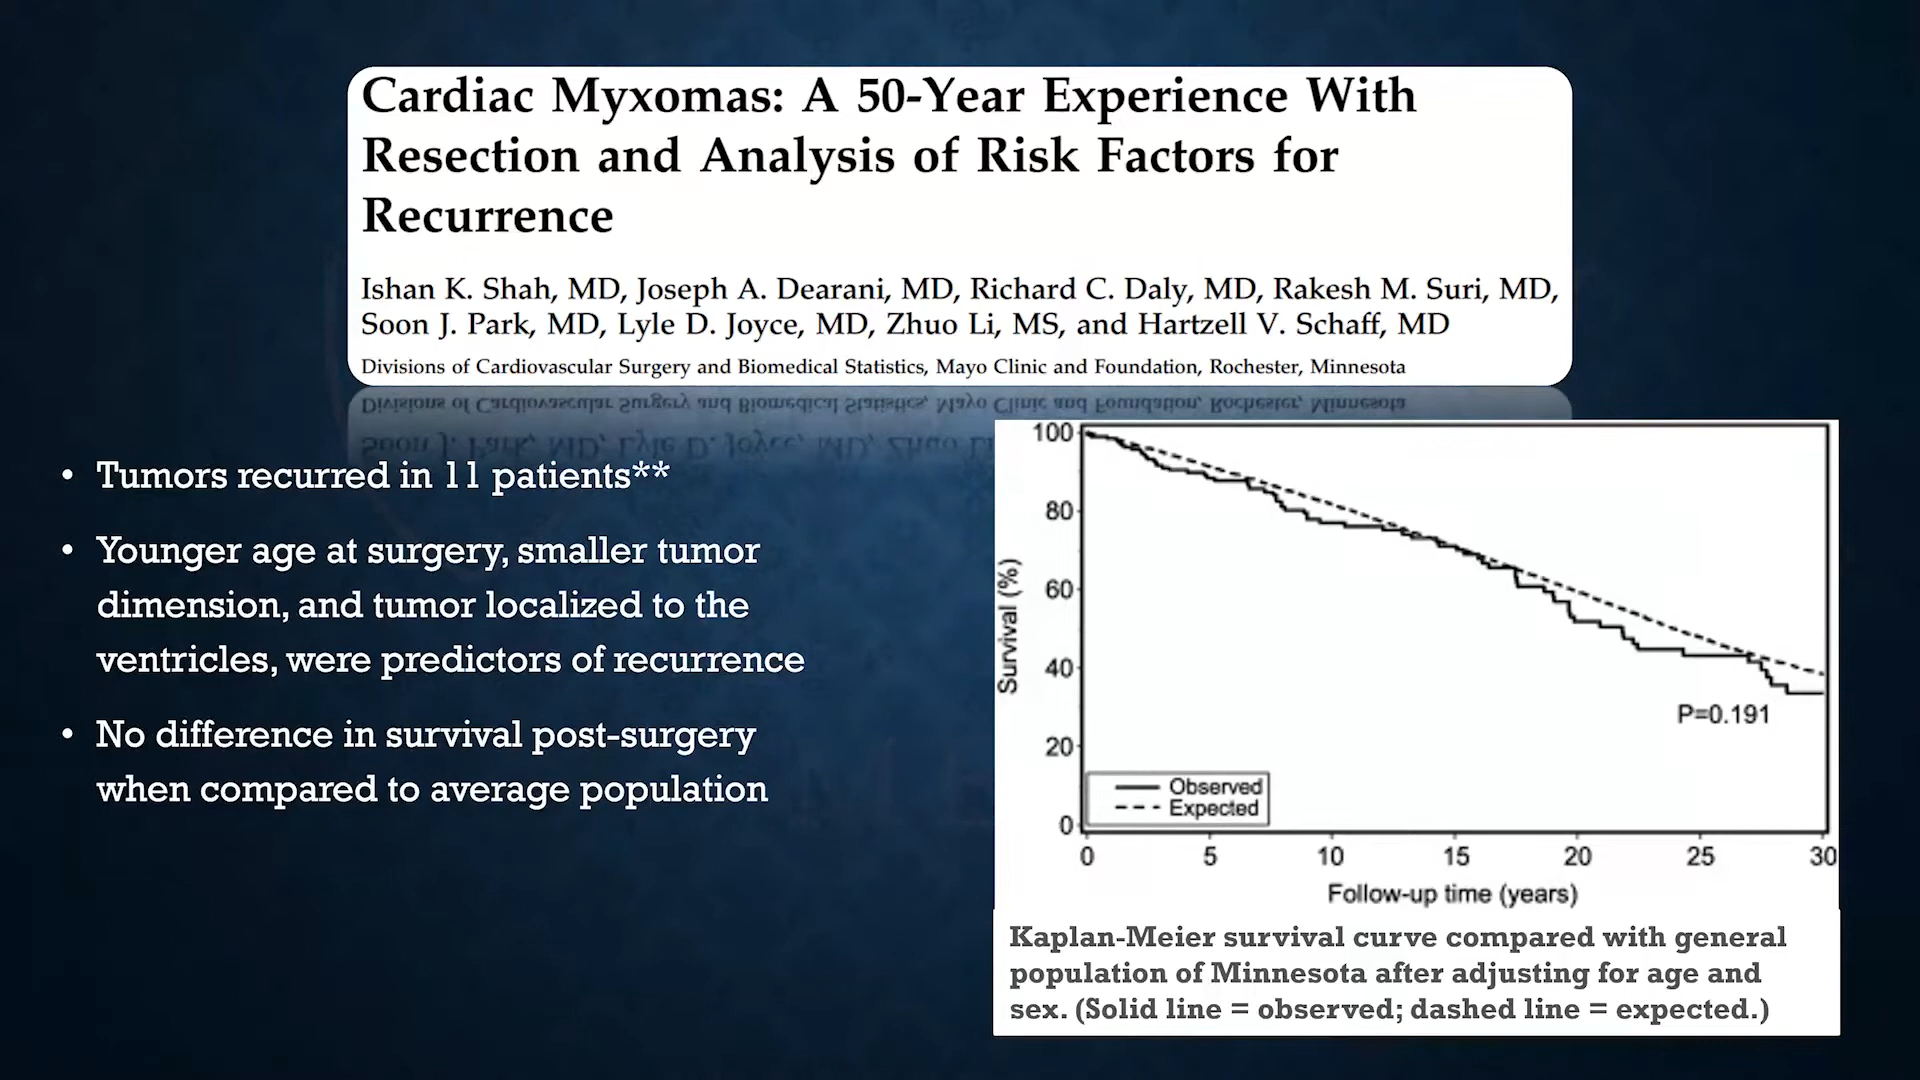 Cardiac Myxomas: A 50-Year Experience With
Resection and Analysis of Risk Factors for
Recurrence
Ishan K. Shah, MD, Joseph A. Dearani, MD, Richard C. Daly, MD, Rakesh M. Suri, MD,
Soon J. Park, MD, Lyle D. Joyce, MD, Zhuo Li, MS, and Hartzell V. Schaff, MD
Divisions of Cardiovascular Surgery and Biomedical Statistics, Mayo Clinic and Foundation, Rochester, Minnesota
• Tumors recurred in 11 patients**
• Younger age at surgery, smaller tumor
dimension, and tumor localized to the
ventricles, were predictors of recurrence
• No difference in survival post-surgery
when compared to average population
100
80
60
40
20
0
Survival (%)
P=0.191
Observed
Expected
0 5 10 15 20 25 30
Follow-up time (years)
Kaplan-Meier survival curve compared with general
population of Minnesota after adjusting for age and
sex. (Solid line = observed; dashed line = expected.)